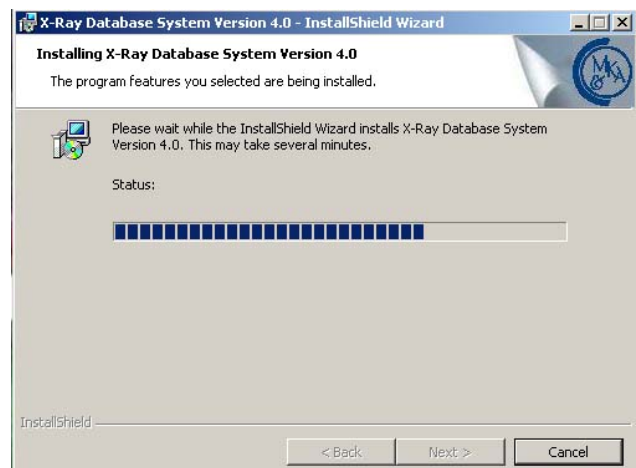 X-Ray Database System Version 4.0 - InstallShield Wizard
Installing X-Ray Database System Version 4.0
The program features you selected are being installed.
MK
&A
Please wait while the InstallShield Wizard installs X-Ray Database System
Version 4.0. This may take several minutes.
Status:
InstallShield
< Back Next > Cancel